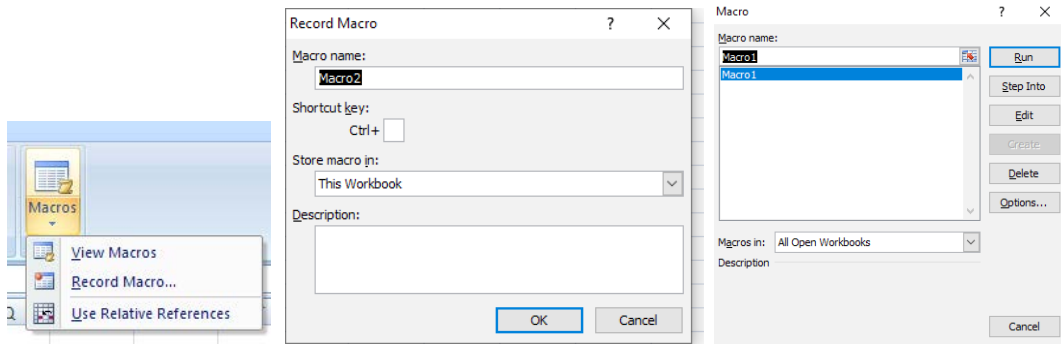 Macros
View Macros
Record Macro...
Use Relative References
Q
Record Macro
?
Macro name:
Macro2
Shortcut key:
Ctrl+
Store macro in:
This Workbook
Description:
OK
Cancel
Macro
?
Macro name:
Macro1
Macro1
Run
Step Into
Edit
Create
Delete
Options...
Macros in:
All Open Workbooks
Description
Cancel